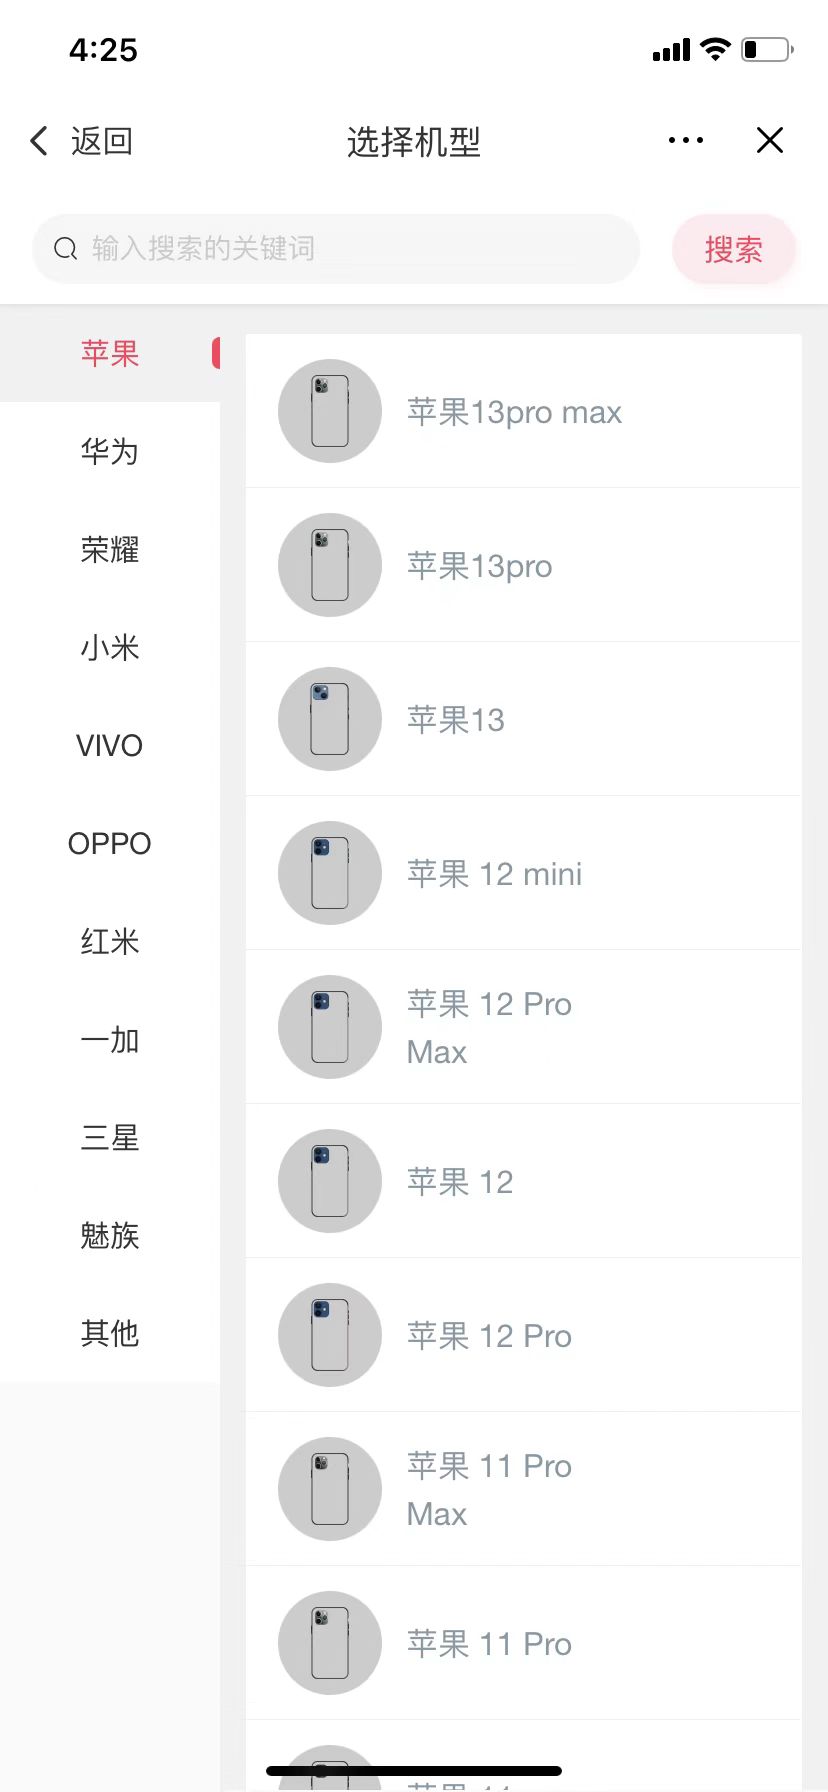 4:25
返回
选择机型
输入搜索的关键词
搜索
苹果
华为
荣耀
小米
VIVO
OPPO
红米
一加
三星
魅族
其他
苹果13pro max
苹果13pro
苹果13
苹果 12 mini
苹果 12 Pro
Max
苹果 12
苹果 12 Pro
苹果 11 Pro
Max
苹果 11 Pro